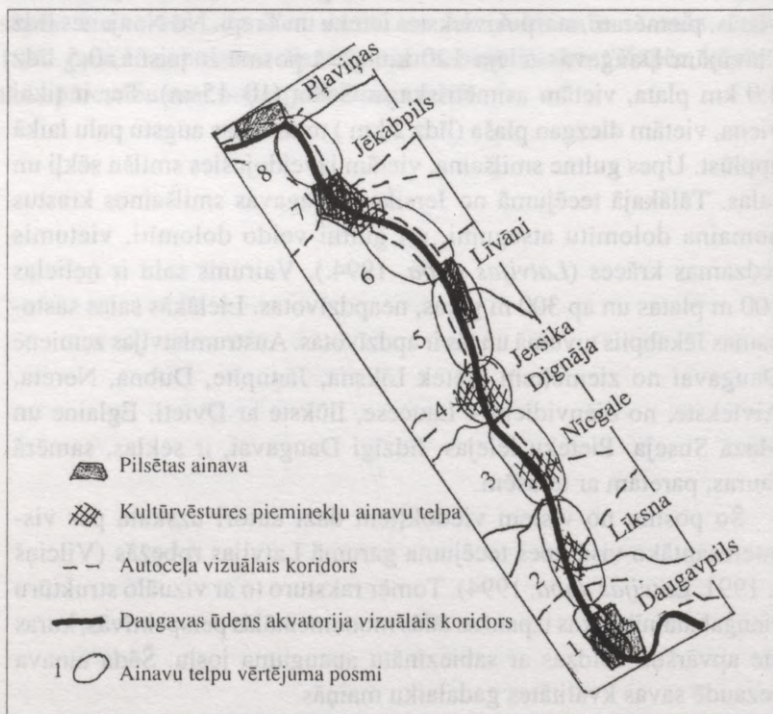 Pļaviņas
Jēkabpils
Līvāni
Jersika
Dignāja
Nīcgale
Līksna
Daugavpils
8
7
6
5
4
3
2
1
Pilsētas ainava
Kultūrvēstures pieminekļu ainavu telpa
Autoceļa vizuālais koridors
Daugavas ūdens akvatorija vizuālais koridors
1 Ainavu telpu vērtējuma posmi